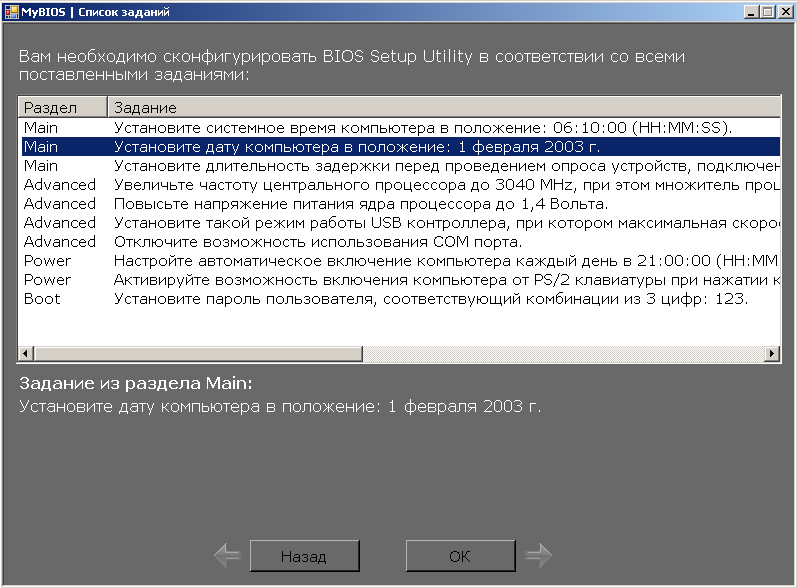 MyBIOS | Список заданий
Вам необходимо сконфигурировать BIOS Setup Utility в соответствии со всеми
поставленными заданиями:
Раздел Задание
Main Установите системное время компьютера в положение: 06:10:00 (HH:MM:SS).
Main Установите дату компьютера в положение: 1 февраля 2003 г.
Main Установите длительность задержки перед проведением опроса устройств, подключен
Advanced Увеличьте частоту центрального процессора до 3040 MHz, при этом множитель проц
Advanced Повысьте напряжение питания ядра процессора до 1,4 Вольта.
Advanced Установите такой режим работы USB контроллера, при котором максимальная скоро
Advanced Отключите возможность использования COM порта.
Power Настройте автоматическое включение компьютера каждый день в 21:00:00 (HH:MM
Power Активируйте возможность включения компьютера от PS/2 клавиатуры при нажатии к
Boot Установите пароль пользователя, соответствующий комбинации из 3 цифр: 123.
Задание из раздела Main:
Установите дату компьютера в положение: 1 февраля 2003 г.
Назад OK